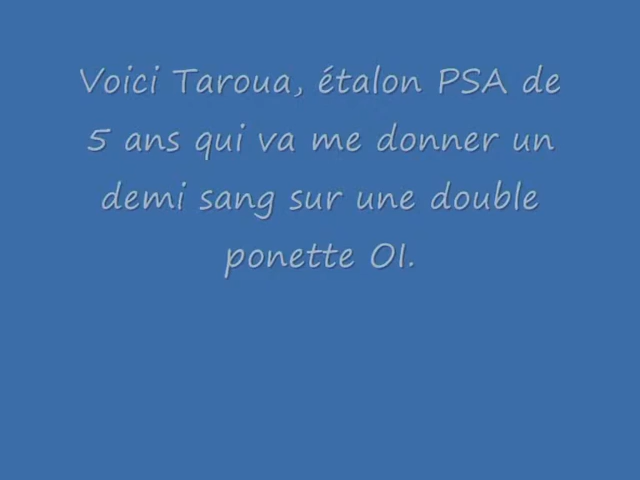 Voici Taroua, étalon PSA de
5 ans qui va me donner un
demi sang sur une double
ponette OI.